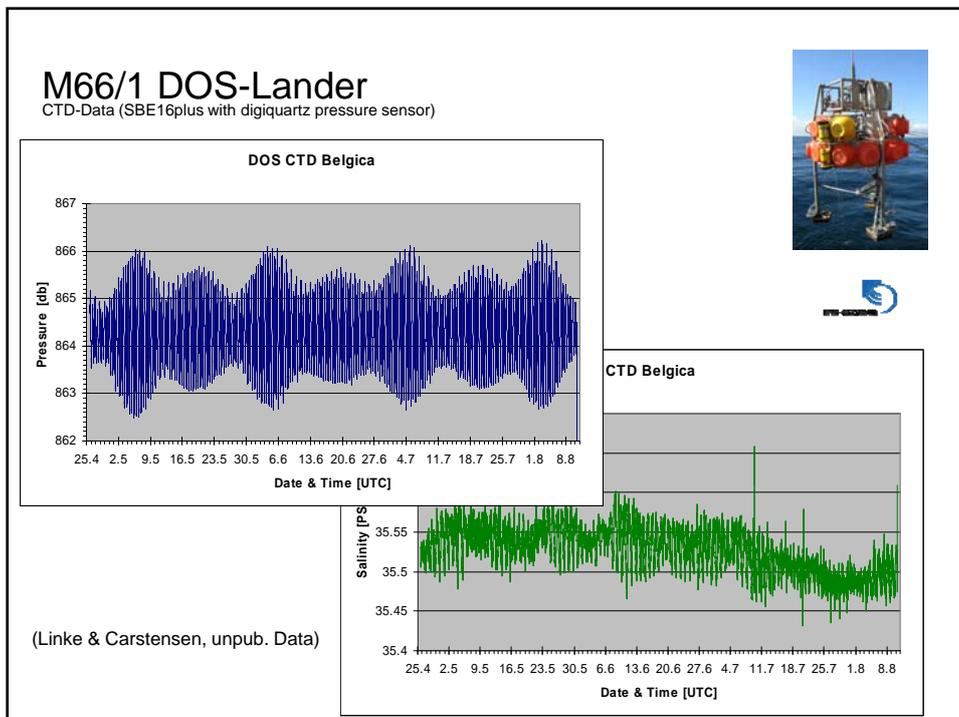 M66/1 DOS-Lander
CTD-Data (SBE16plus with digiquartz pressure sensor)
DOS CTD Belgica
867
866
865
864
863
862
Pressure [db]
25.4 2.5 9.5 16.5 23.5 30.5 6.6 13.6 20.6 27.6 4.7 11.7 18.7 25.7 1.8 8.8
Date & Time [UTC]
CTD Belgica
Salinity [PS
35.55
35.5
35.45
35.4
25.4 2.5 9.5 16.5 23.5 30.5 6.6 13.6 20.6 27.6 4.7 11.7 18.7 25.7 1.8 8.8
Date & Time [UTC]
(Linke & Carstensen, unpub. Data)